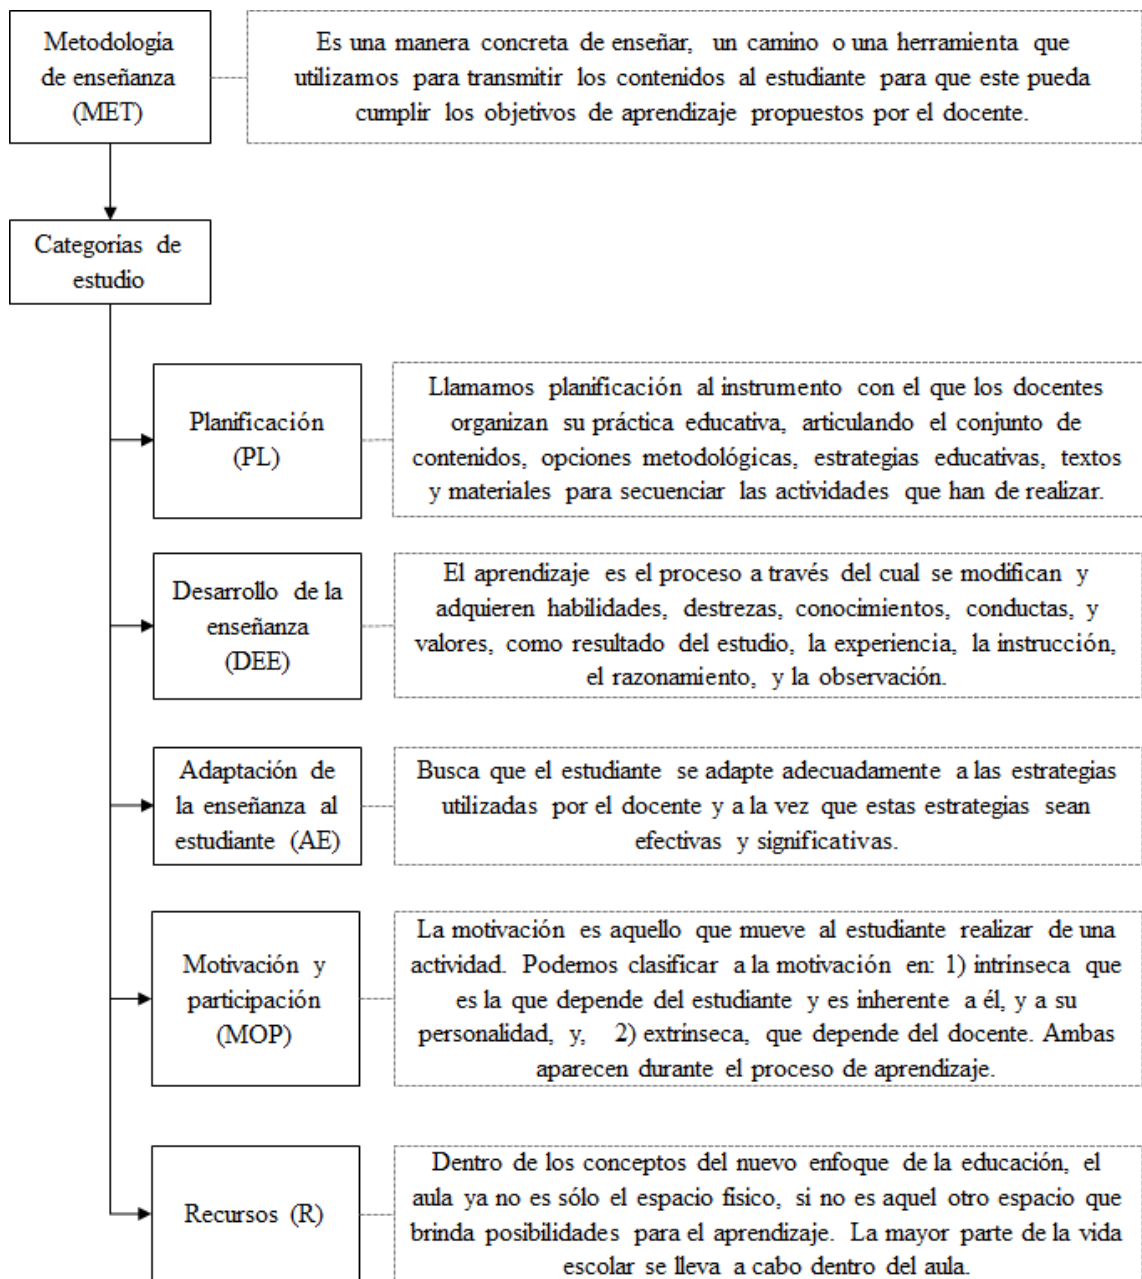 Metodología
de enseñanza
(MET)
Es una manera concreta de enseñar, un camino o una herramienta que
utilizamos para transmitir los contenidos al estudiante para que este pueda
cumplir los objetivos de aprendizaje propuestos por el docente.
Categorías de
estudio
Planificación
(PL)
Llamamos planificación al instrumento con el que los docentes
organizan su práctica educativa, articulando el conjunto de
contenidos, opciones metodológicas, estrategias educativas, textos
y materiales para secuenciar las actividades que han de realizar.
Desarrollo de la
enseñanza
(DEE)
El aprendizaje es el proceso a través del cual se modifican y
adquieren habilidades, destrezas, conocimientos, conductas, y
valores, como resultado del estudio, la experiencia, la instrucción,
el razonamiento, y la observación.
Adaptación de
la enseñanza al
estudiante (AE)
Busca que el estudiante se adapte adecuadamente a las estrategias
utilizadas por el docente y a la vez que estas estrategias sean
efectivas y significativas.
Motivación y
participación
(MOP)
La motivación es aquello que mueve al estudiante realizar de una
actividad. Podemos clasificar a la motivación en: 1) intrínseca que
es la que depende del estudiante y es inherente a él, y a su
personalidad, y, 2) extrínseca, que depende del docente. Ambas
aparecen durante el proceso de aprendizaje.
Recursos (R)
Dentro de los conceptos del nuevo enfoque de la educación, el
aula ya no es sólo el espacio físico, si no es aquel otro espacio que
brinda posibilidades para el aprendizaje. La mayor parte de la vida
escolar se lleva a cabo dentro del aula.